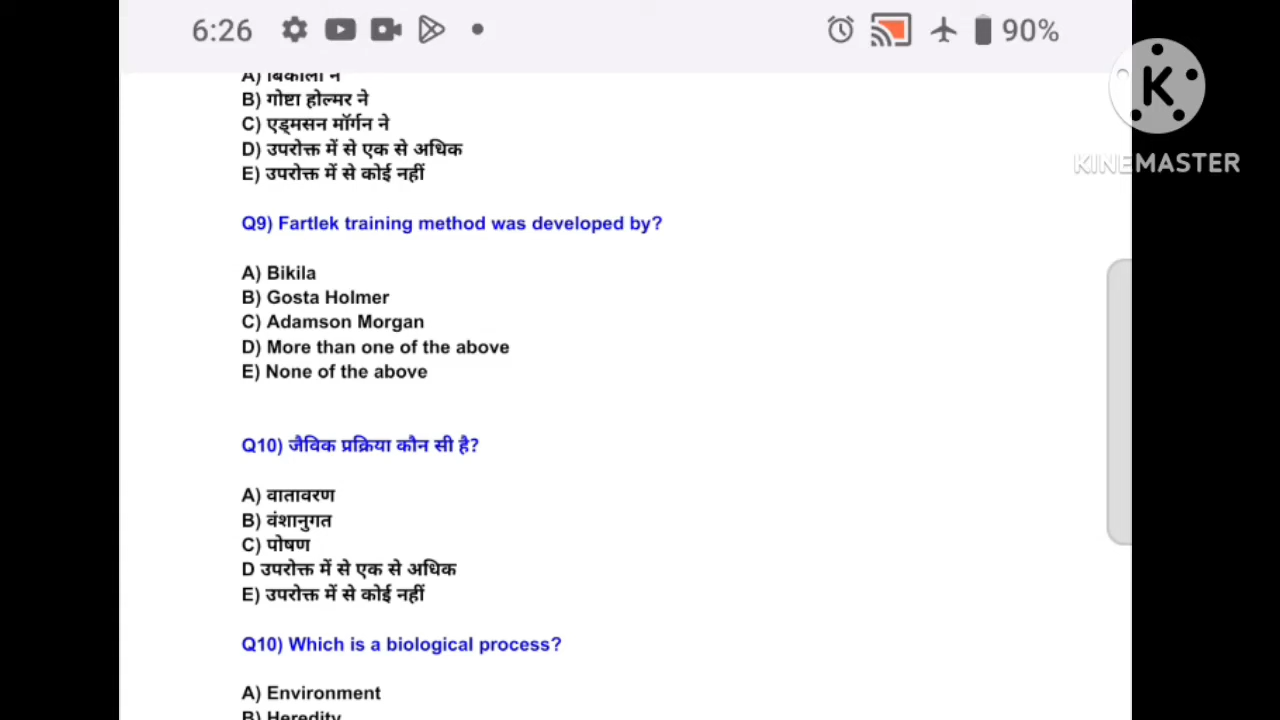 6:26
90%
K
KINEMASTER
A) बिकीला ने
B) गोष्टा होल्मर ने
C) एड्मसन मॉर्गन ने
D) उपरोक्त में से एक से अधिक
E) उपरोक्त में से कोई नहीं
Q9) Fartlek training method was developed by?
A) Bikila
B) Gosta Holmer
C) Adamson Morgan
D) More than one of the above
E) None of the above
Q10) जैविक प्रक्रिया कौन सी है?
A) वातावरण
B) वंशानुगत
C) पोषण
D उपरोक्त में से एक से अधिक
E) उपरोक्त में से कोई नहीं
Q10) Which is a biological process?
A) Environment
B) Heredity